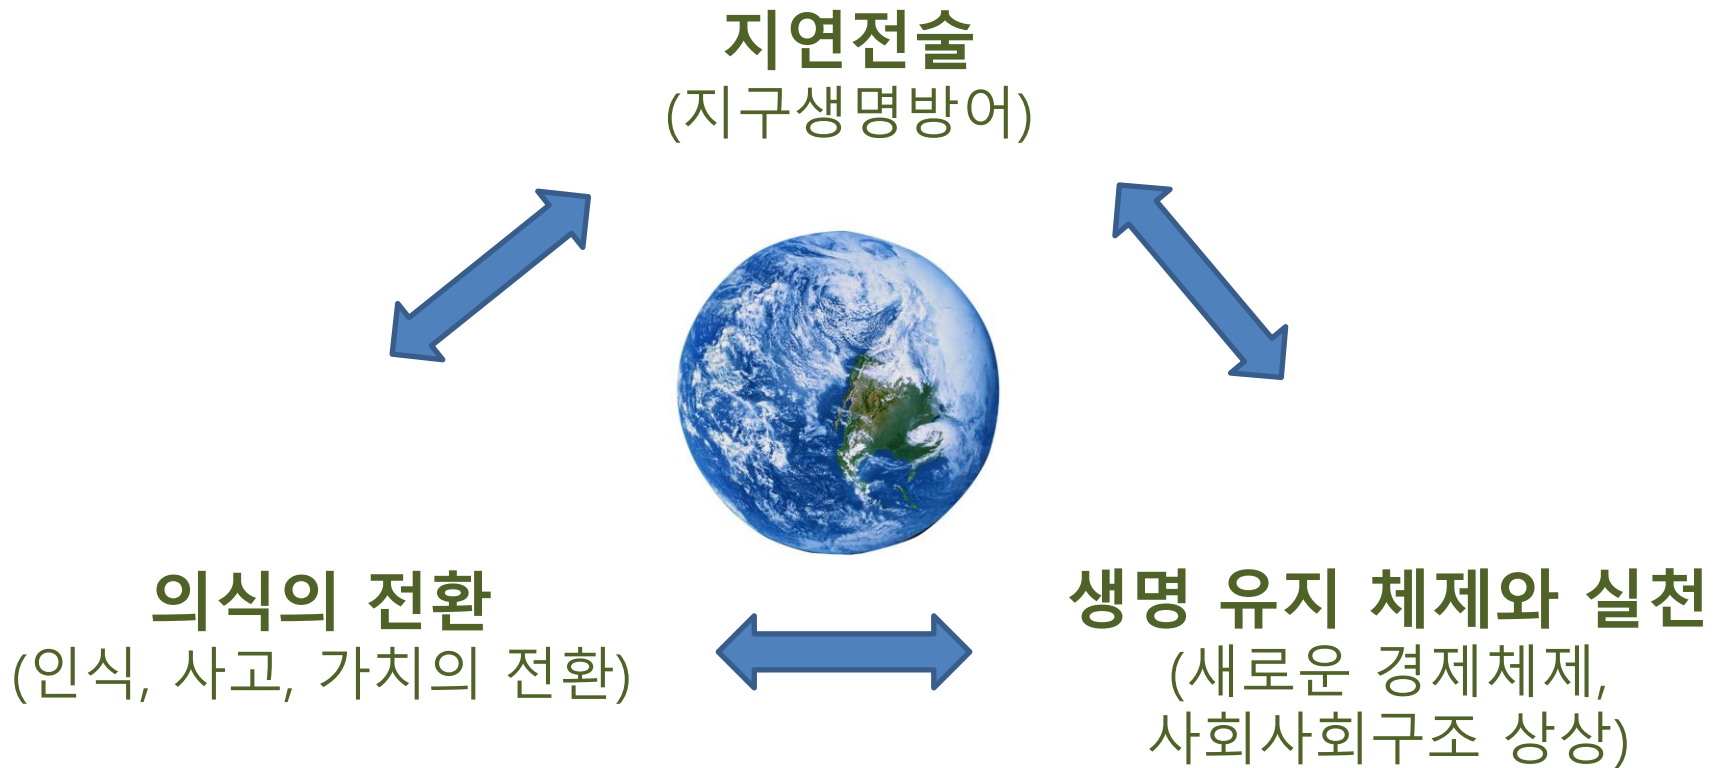 지연전술
(지구생명방어)
의식의 전환
(인식, 사고, 가치의 전환)
생명 유지 체제와 실천
(새로운 경제체제,
사회사회구조 상상)